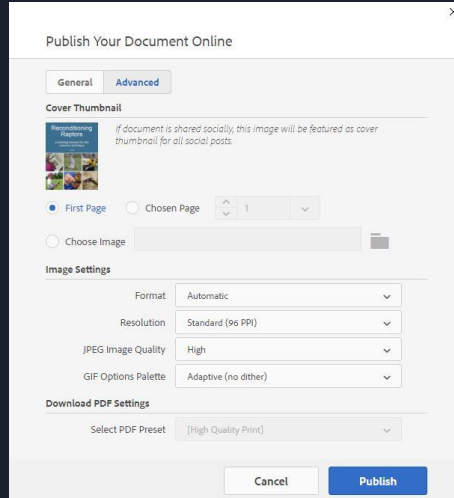 Publish Your Document Online
General Advanced
Cover Thumbnail
Reconditioning
Raptors
If document is shared socially, this image will be featured as cover
thumbnail for all social posts.
First Page Chosen Page 1
Choose Image
Image Settings
Format Automatic
Resolution Standard (96 PPI)
JPEG Image Quality High
GIF Options Palette Adaptive (no dither)
Download PDF Settings
Select PDF Preset [High Quality Print]
Cancel Publish